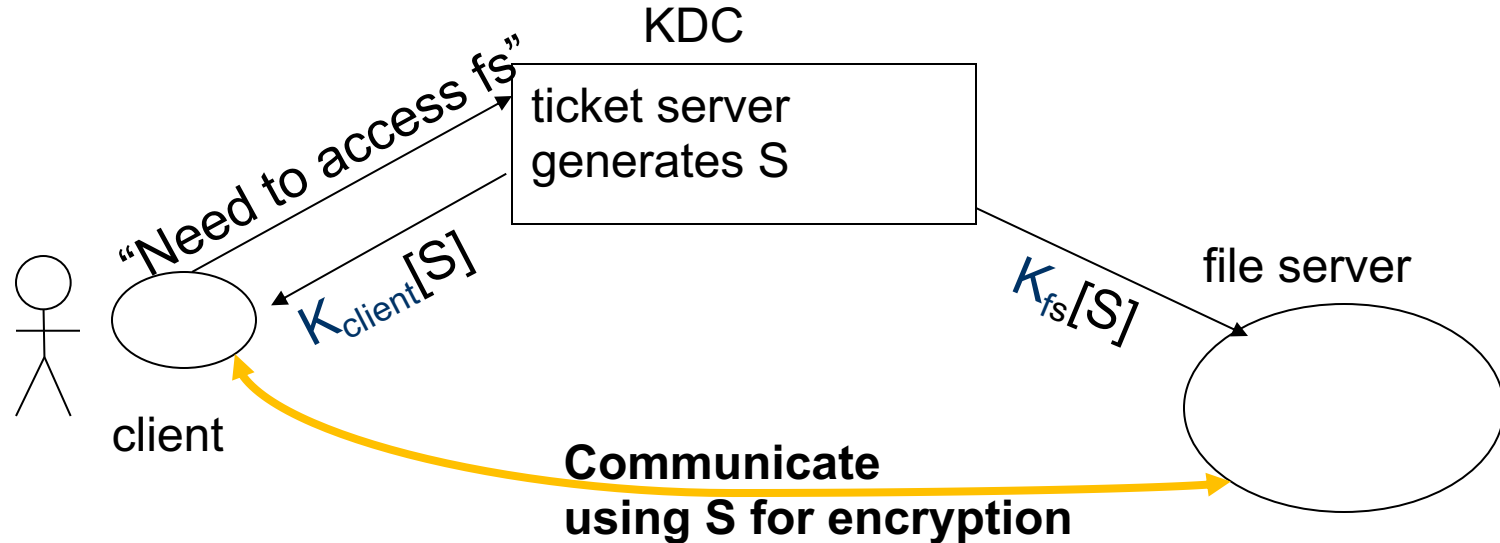 KDC
“Need to access fs”
ticket server
generates S
Kclient[S]
Kfs[S]
file server
client
Communicate
using S for encryption